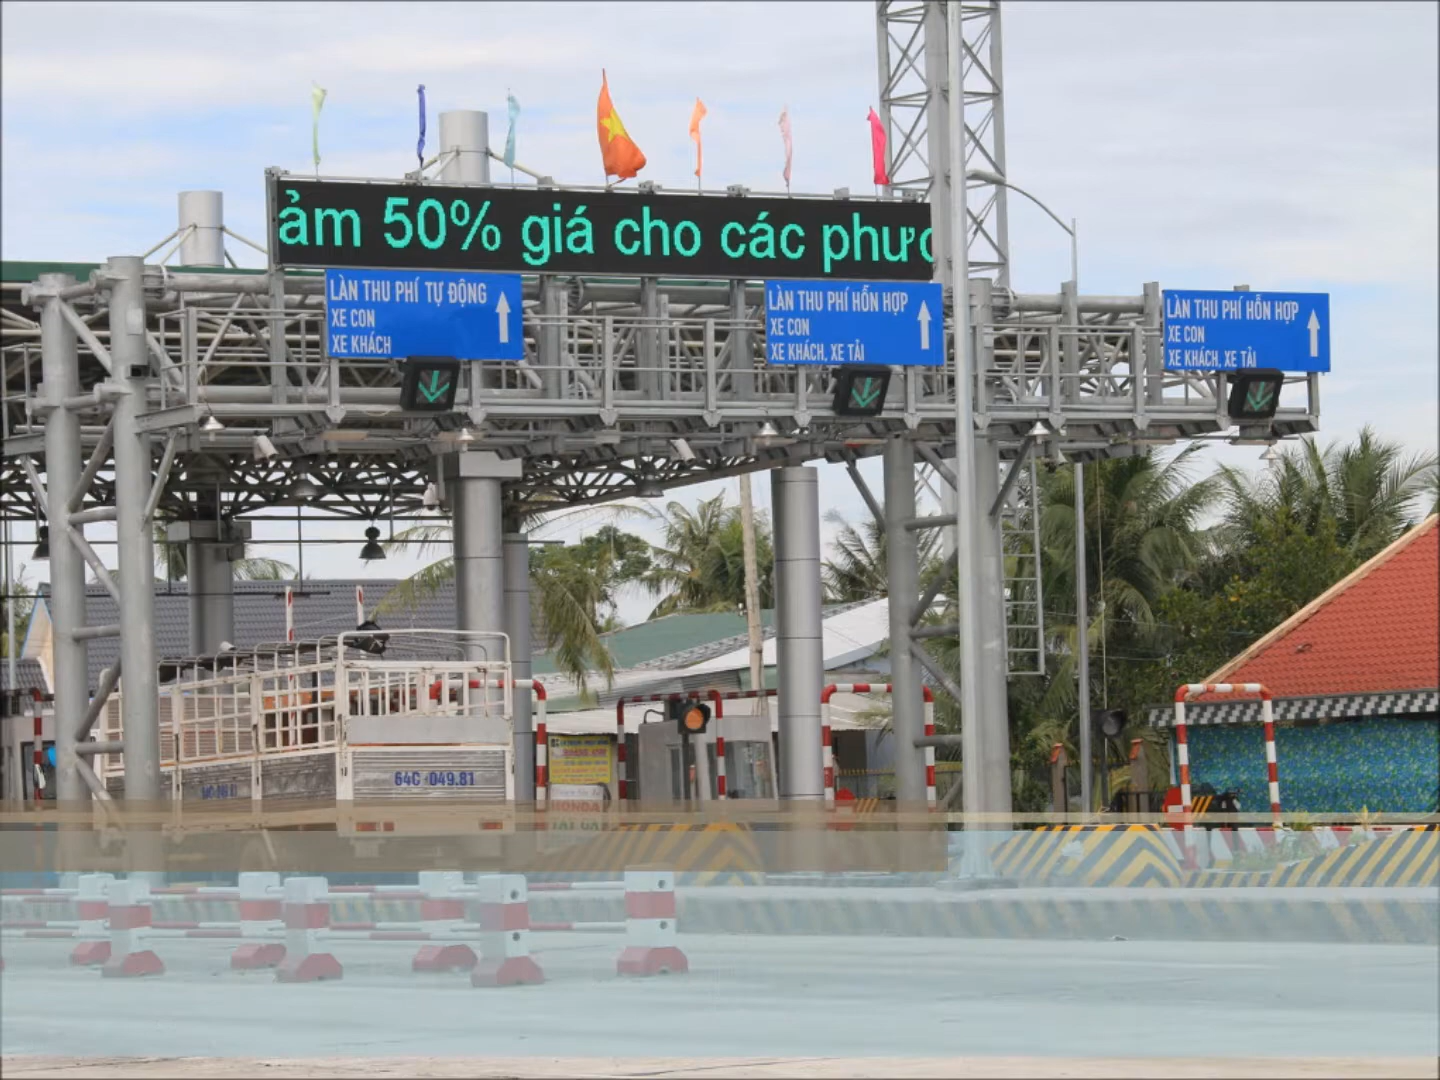 ảm 50% giá cho các phươ
LÀN THU PHÍ TỰ ĐỘNG
XE CON
XE KHÁCH
LÀN THU PHÍ HỖN HỢP
XE CON
XE KHÁCH, XE TẢI
LÀN THU PHÍ HỖN HỢP
XE CON
XE KHÁCH, XE TẢI
64C-049.81
HONDA